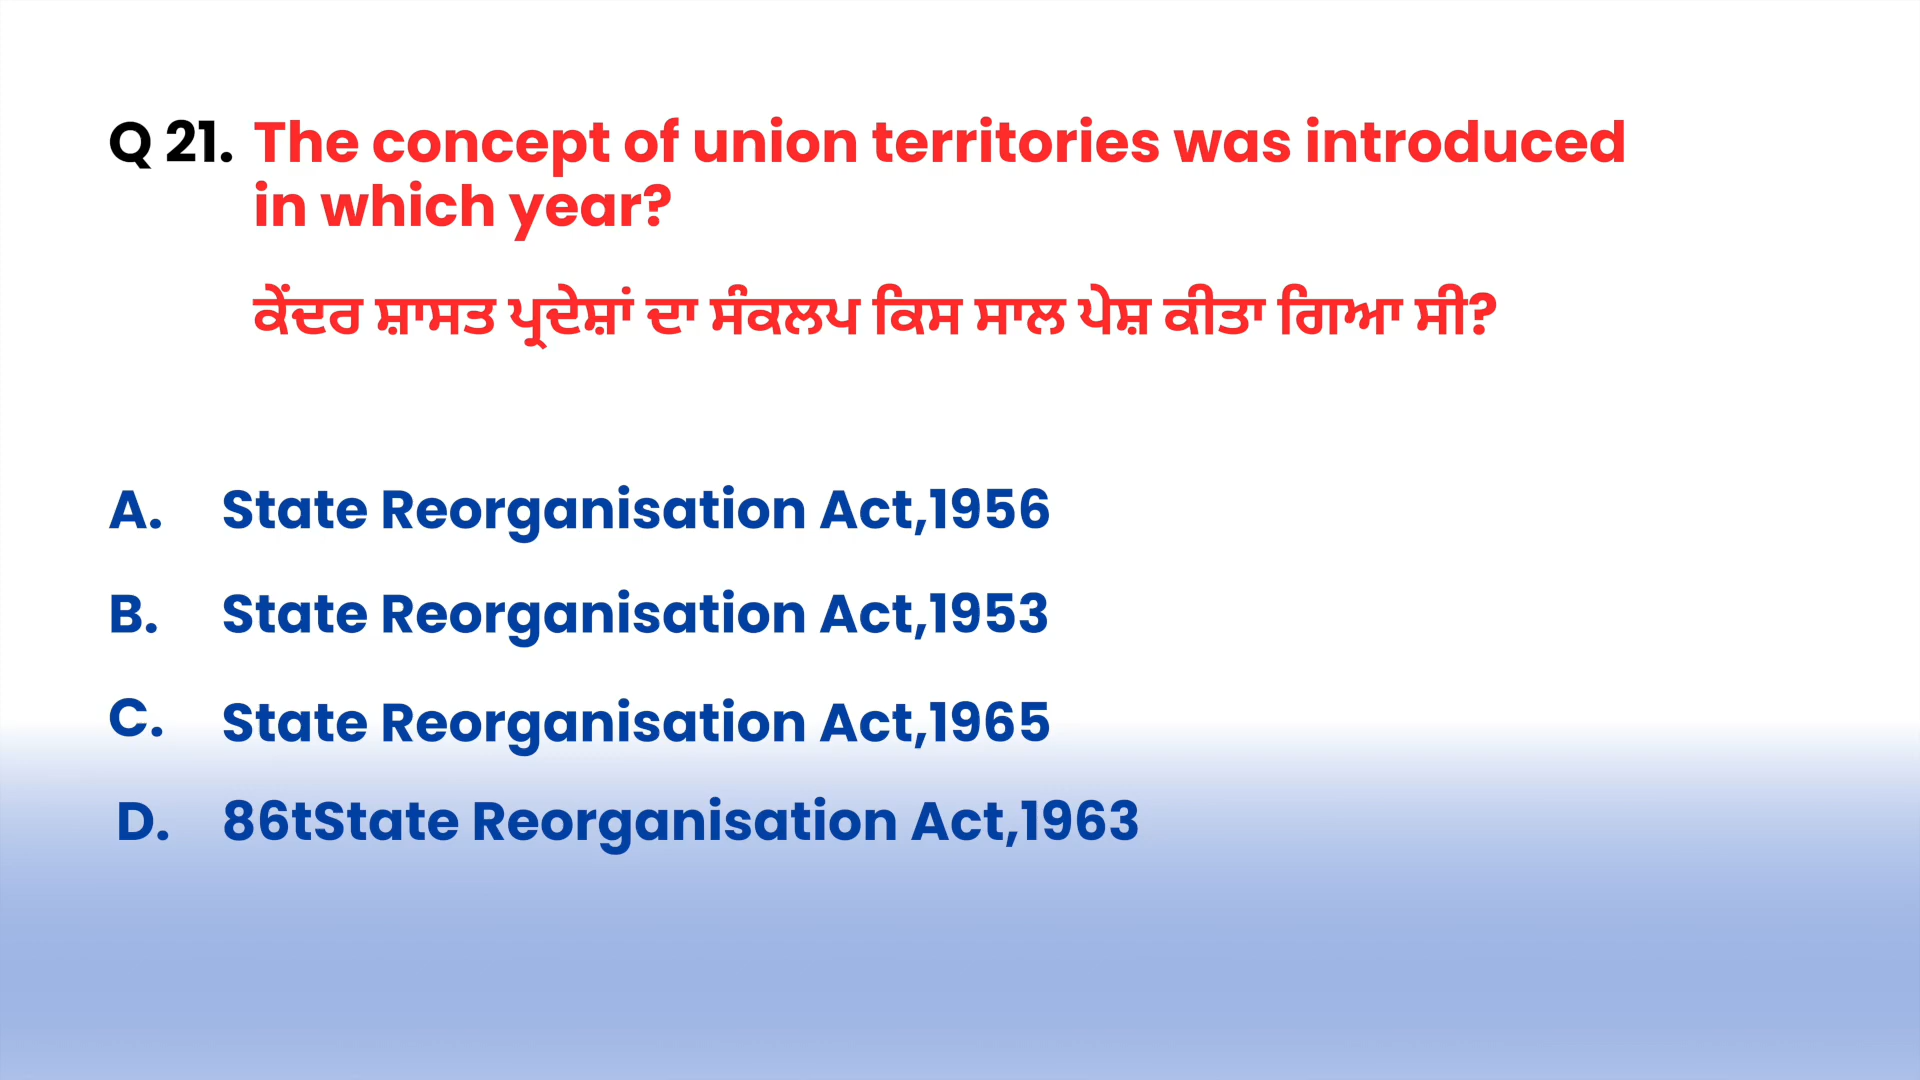 Q 21. The concept of union territories was introduced
in which year?
ਕੇਂਦਰ ਸ਼ਾਸਤ ਪ੍ਰਦੇਸ਼ਾਂ ਦਾ ਸੰਕਲਪ ਕਿਸ ਸਾਲ ਪੇਸ਼ ਕੀਤਾ ਗਿਆ ਸੀ?
A. State Reorganisation Act,1956
B. State Reorganisation Act,1953
C. State Reorganisation Act,1965
D. 86tState Reorganisation Act,1963